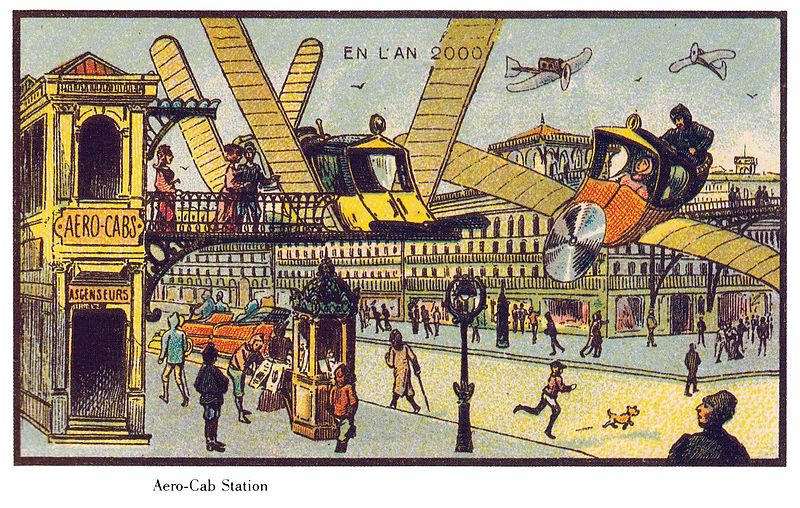 EN L'AN 2000
AERO-CABS
ASCENSEURS
Aero-Cab Station